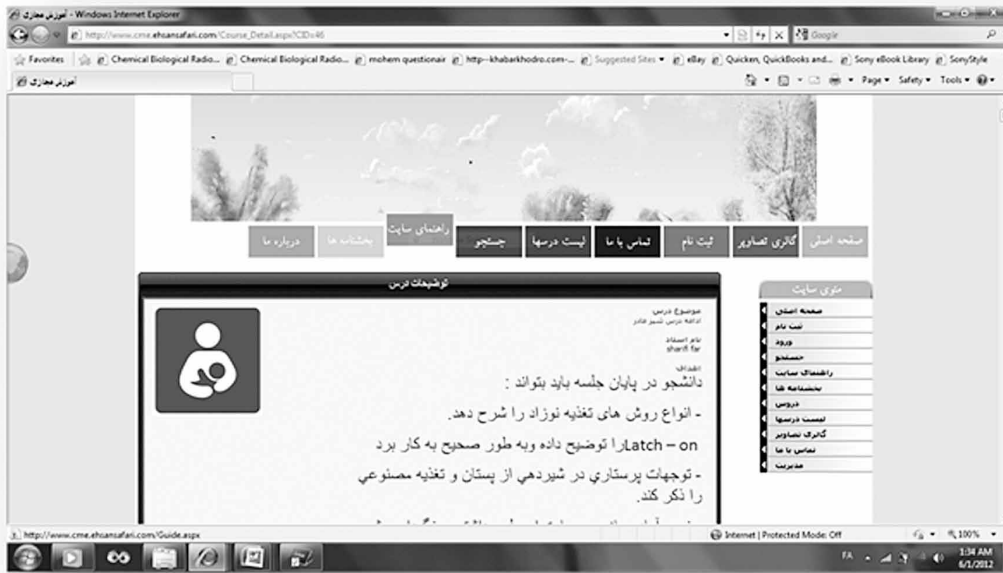 آموزش مجازی - Windows Internet Explorer
http://www.cme.ehsansafari.com/Course_Detail.aspx?CID=46
Google
Favorites
Chemical Biological Radio...
Chemical Biological Radio...
mohem questionair
http--khabarkhodro.com-...
Suggested Sites
eBay
Quicken, QuickBooks and...
Sony eBook Library
SonyStyle
آموزش مجازی
Page
Safety
Tools
صفحه اصلی
گالری تصاویر
ثبت نام
تماس با ما
لیست درسها
جستجو
راهنمای سایت
بخشنامه ها
درباره ما
توضیحات درس
موضوع درس
ادامه درس شیر مادر
نام استاد
sharifi far
اهداف
دانشجو در پایان جلسه باید بتواند :
- انواع روش های تغذیه نوزاد را شرح دهد.
Latch – on را توضیح داده وبه طور صحیح به کار برد
- توجهات پرستاري در شيردهي از پستان و تغذيه مصنوعي
را ذکر کند.
منوی سایت
صفحه اصلی
ثبت نام
ورود
جستجو
راهنمای سایت
بخشنامه ها
دروس
لیست درسها
گالری تصاویر
تماس با ما
مدیریت
http://www.cme.ehsansafari.com/Guide.aspx
Internet | Protected Mode: Off
100%
FA
1:34 AM
6/1/2012